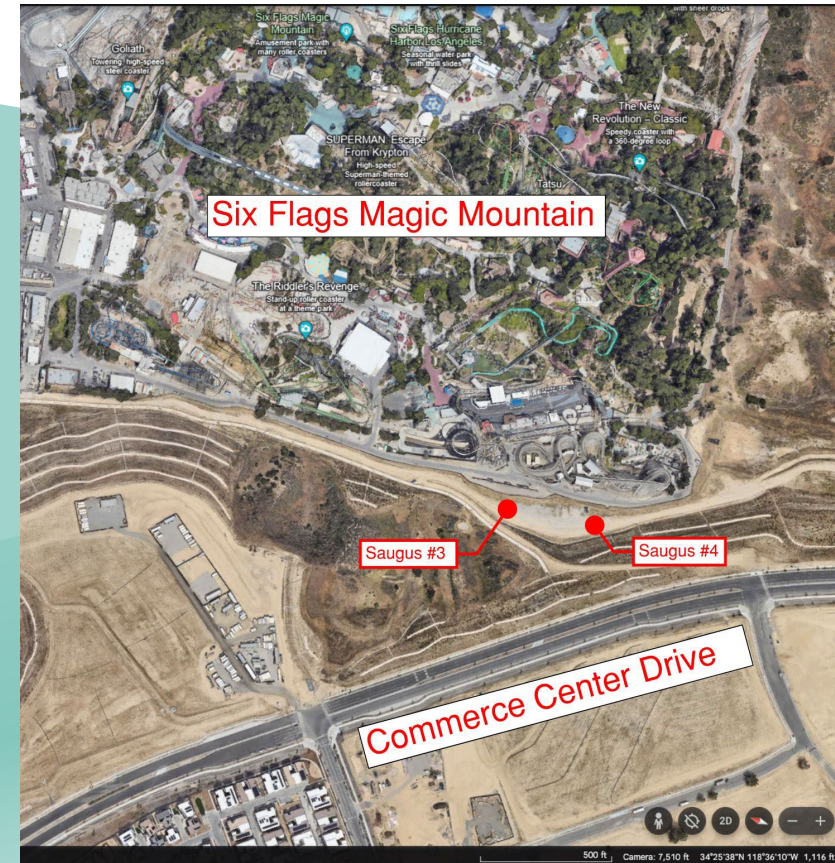 with sheer drops
Six Flags Magic
Mountain
Amusement park with
many roller coasters
Six Flags Hurricane
Harbor Los Angeles
Seasonal water park
with thrill slides
Goliath
Towering, high-speed
steel coaster
The New
Revolution – Classic
Speedy coaster with
a 360-degree loop
SUPERMAN: Escape
From Krypton
High-speed
Superman-themed
rollercoaster
Tatsu
Six Flags Magic Mountain
The Riddler's Revenge
Stand-up roller coaster
at a theme park
Saugus #3
Saugus #4
Commerce Center Drive
2D
500 ft
Camera: 7,510 ft 34°25'38"N 118°36'10"W 1,116 ft